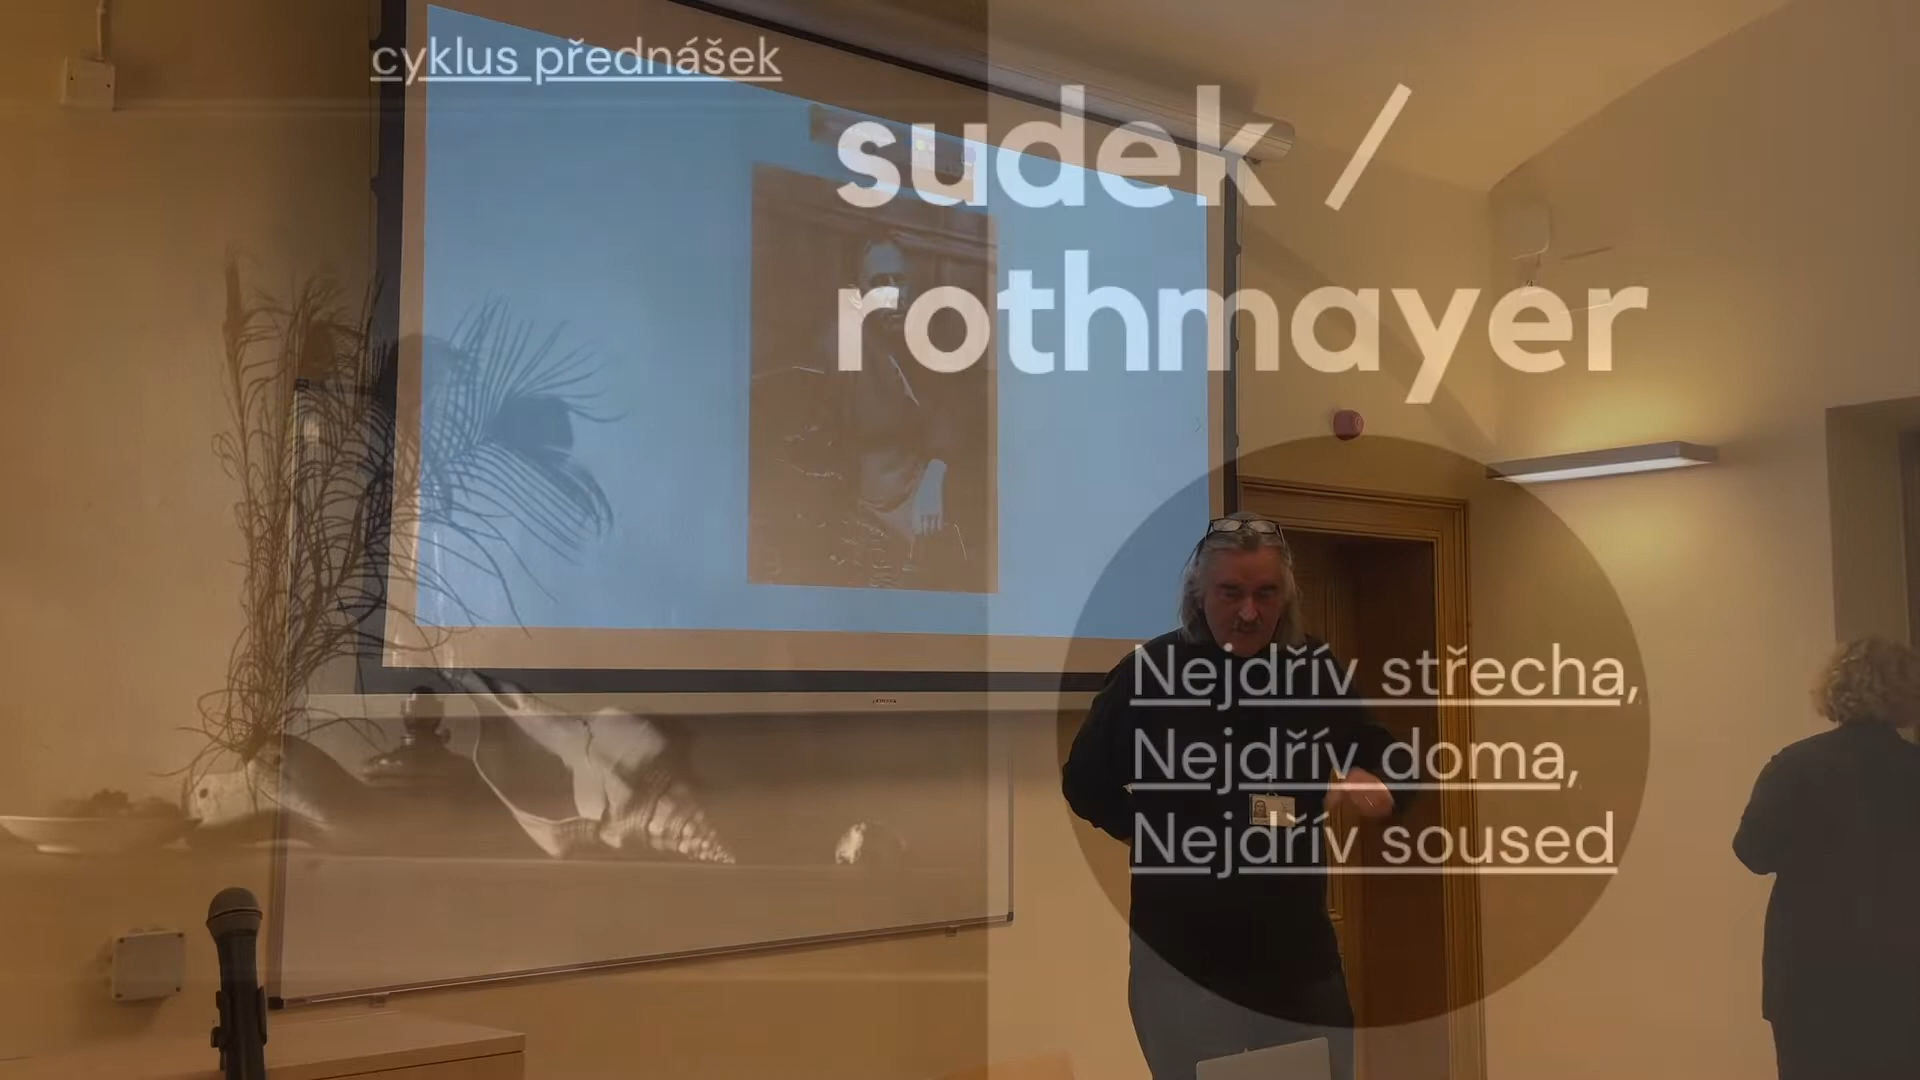 cyklus přednášek
sudek /
rothmayer
Nejdřív střecha,
Nejdřív doma,
Nejdřív soused